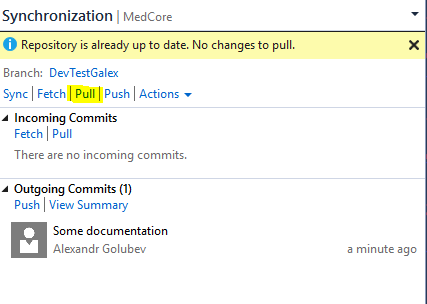 Synchronization | MedCore
Repository is already up to date. No changes to pull.
Branch: DevTestGalex
Sync | Fetch | Pull | Push | Actions
Incoming Commits
Fetch | Pull
There are no incoming commits.
Outgoing Commits (1)
Push | View Summary
Some documentation
Alexandr Golubev a minute ago